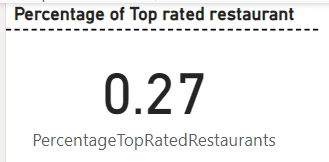 Percentage of Top rated restaurant
0.27
PercentageTopRatedRestaurants